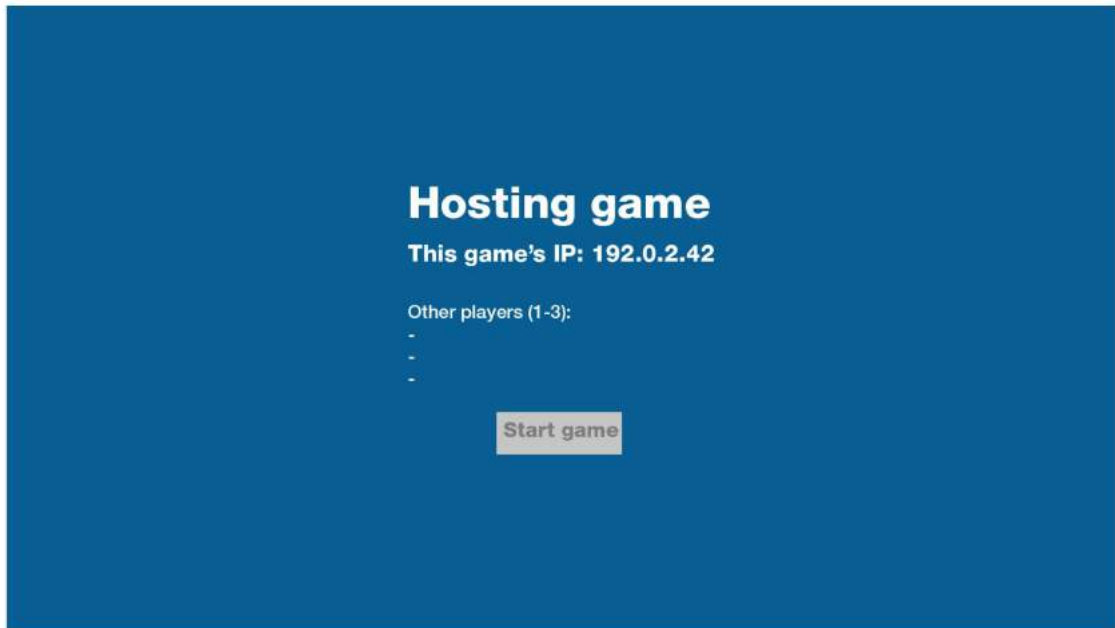 Hosting game
This game’s IP: 192.0.2.42
Other players (1-3):
-
-
-
Start game